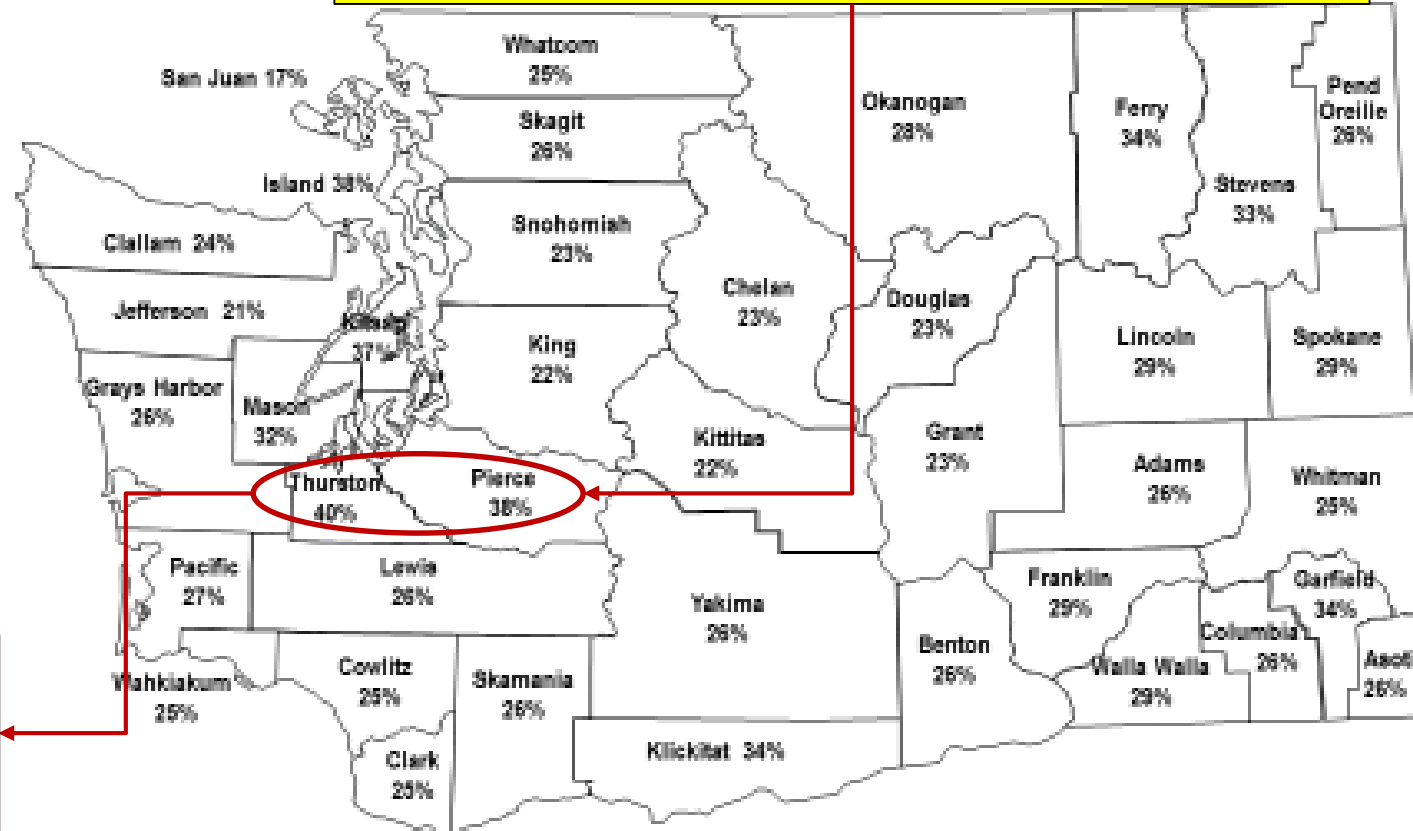 Whatcom
25%
San Juan 17%
Skagit
26%
Okanogan
28%
Ferry
34%
Pend
Oreille
26%
Stevens
33%
Island 38%
Snohomish
23%
Clallam 24%
Chelan
23%
Douglas
23%
Jefferson 21%
Kitsap
37%
King
22%
Lincoln
29%
Spokane
29%
Grays Harbor
26%
Mason
32%
Kittitas
22%
Grant
23%
Adams
26%
Whitman
25%
Thurston
40%
Pierce
38%
Pacific
27%
Lewis
26%
Yakima
26%
Franklin
29%
Garfield
34%
Benton
26%
Columbia
26%
Walla Walla
29%
Asoti
26%
Wahkiakum
25%
Cowlitz
25%
Skamania
26%
Clark
25%
Klickitat 34%